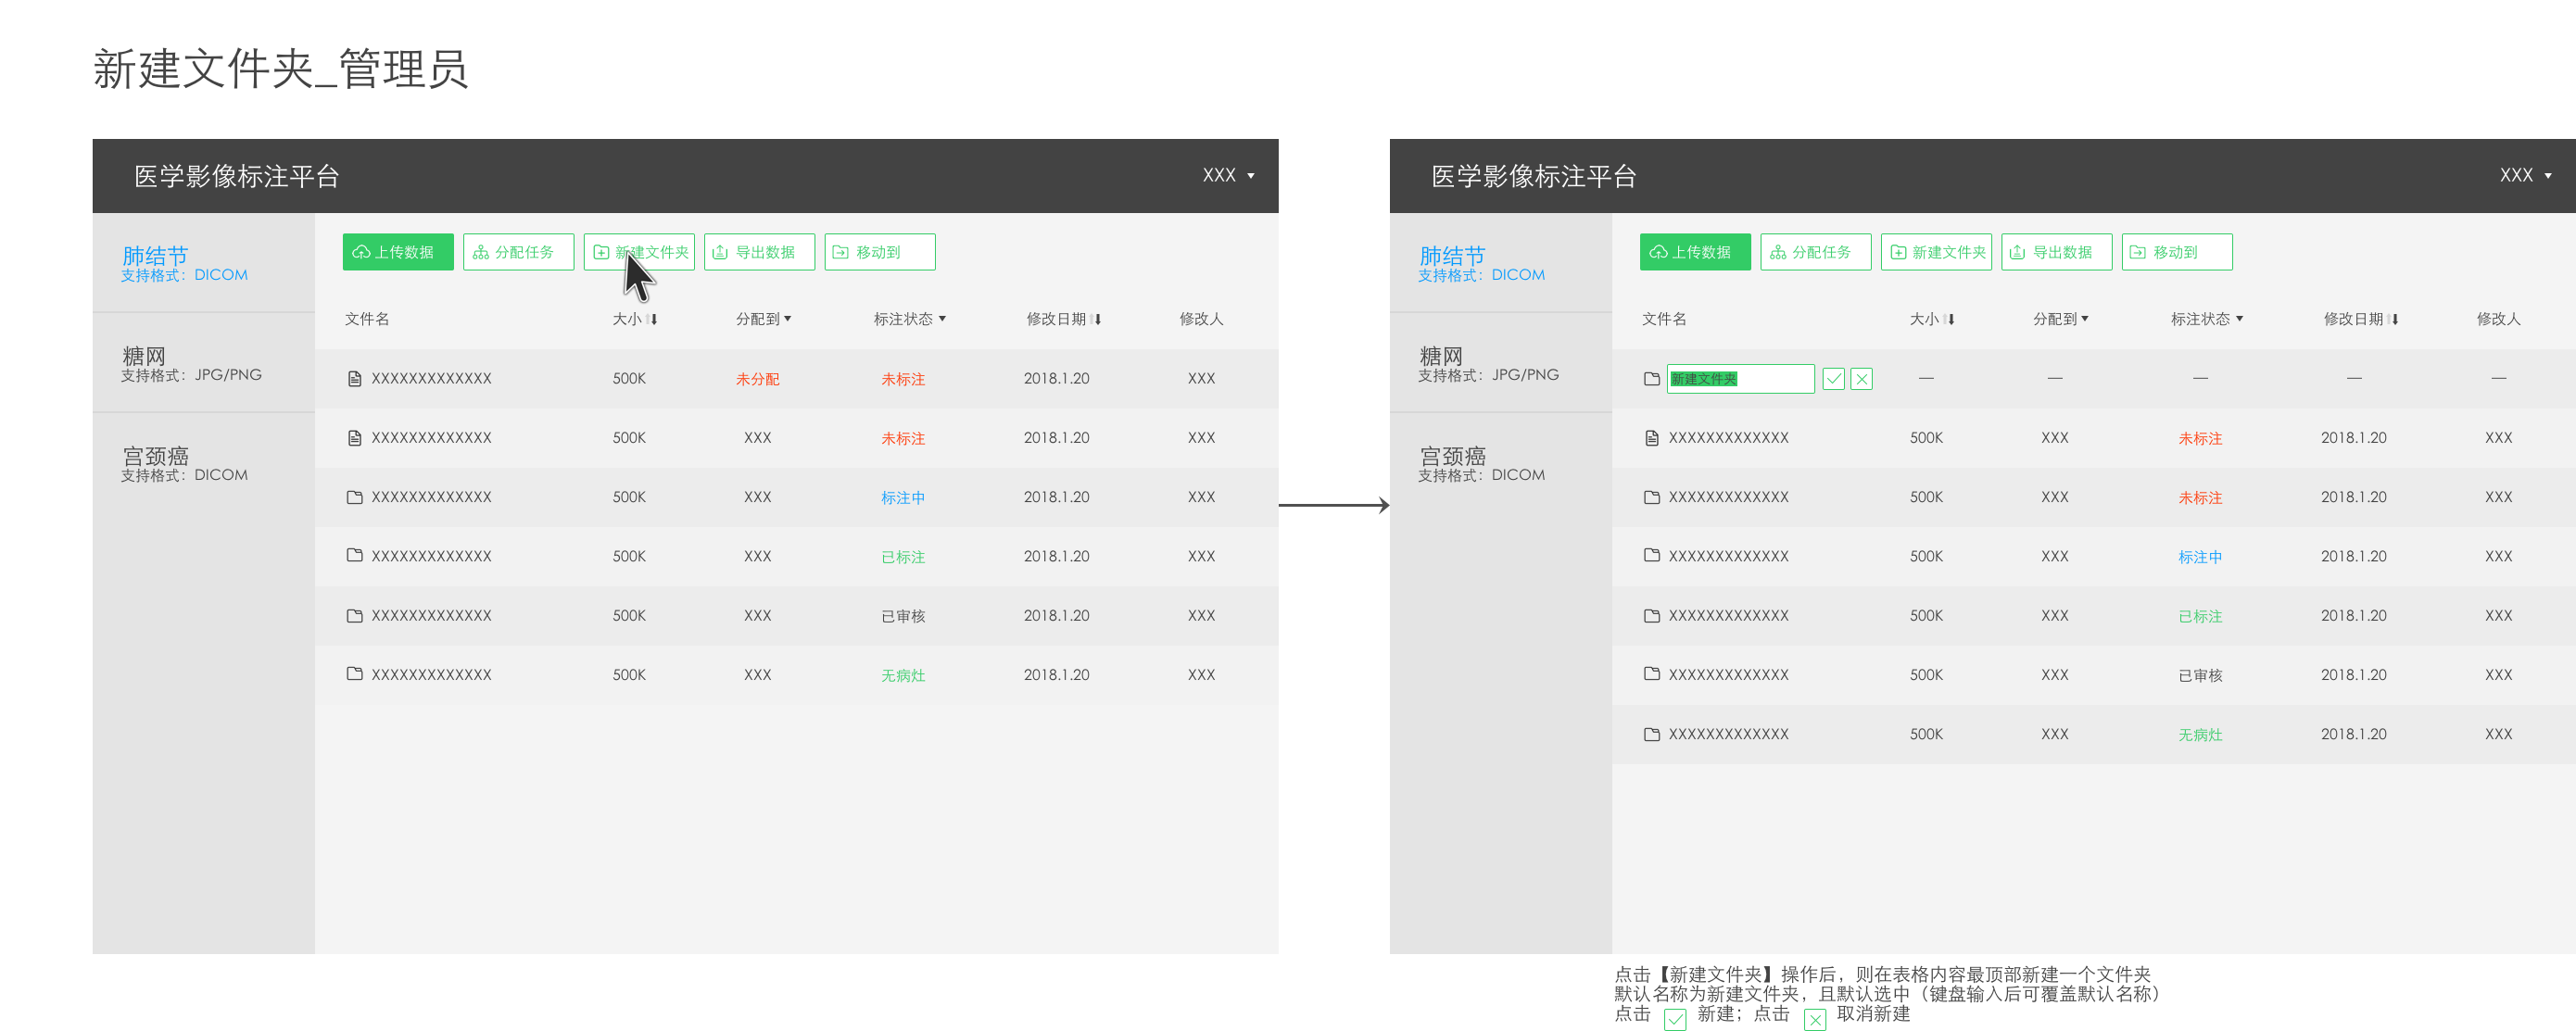 新建文件夹_管理员
医学影像标注平台 XXX
肺结节
支持格式：DICOM
糖网
支持格式：JPG/PNG
宫颈癌
支持格式：DICOM
上传数据 分配任务 新建文件夹 导出数据 移动到
文件名 大小 分配到 标注状态 修改日期 修改人
XXXXXXXXXXXXX 500K 未分配 未标注 2018.1.20 XXX
XXXXXXXXXXXXX 500K XXX 未标注 2018.1.20 XXX
XXXXXXXXXXXXX 500K XXX 标注中 2018.1.20 XXX
XXXXXXXXXXXXX 500K XXX 已标注 2018.1.20 XXX
XXXXXXXXXXXXX 500K XXX 已审核 2018.1.20 XXX
XXXXXXXXXXXXX 500K XXX 无病灶 2018.1.20 XXX
医学影像标注平台 XXX
肺结节
支持格式：DICOM
糖网
支持格式：JPG/PNG
宫颈癌
支持格式：DICOM
上传数据 分配任务 新建文件夹 导出数据 移动到
文件名 大小 分配到 标注状态 修改日期 修改人
新建文件夹 — — — — —
XXXXXXXXXXXXX 500K XXX 未标注 2018.1.20 XXX
XXXXXXXXXXXXX 500K XXX 未标注 2018.1.20 XXX
XXXXXXXXXXXXX 500K XXX 标注中 2018.1.20 XXX
XXXXXXXXXXXXX 500K XXX 已标注 2018.1.20 XXX
XXXXXXXXXXXXX 500K XXX 已审核 2018.1.20 XXX
XXXXXXXXXXXXX 500K XXX 无病灶 2018.1.20 XXX
点击【新建文件夹】操作后，则在表格内容最顶部新建一个文件夹
默认名称为新建文件夹，且默认选中（键盘输入后可覆盖默认名称）
点击 新建；点击 取消新建